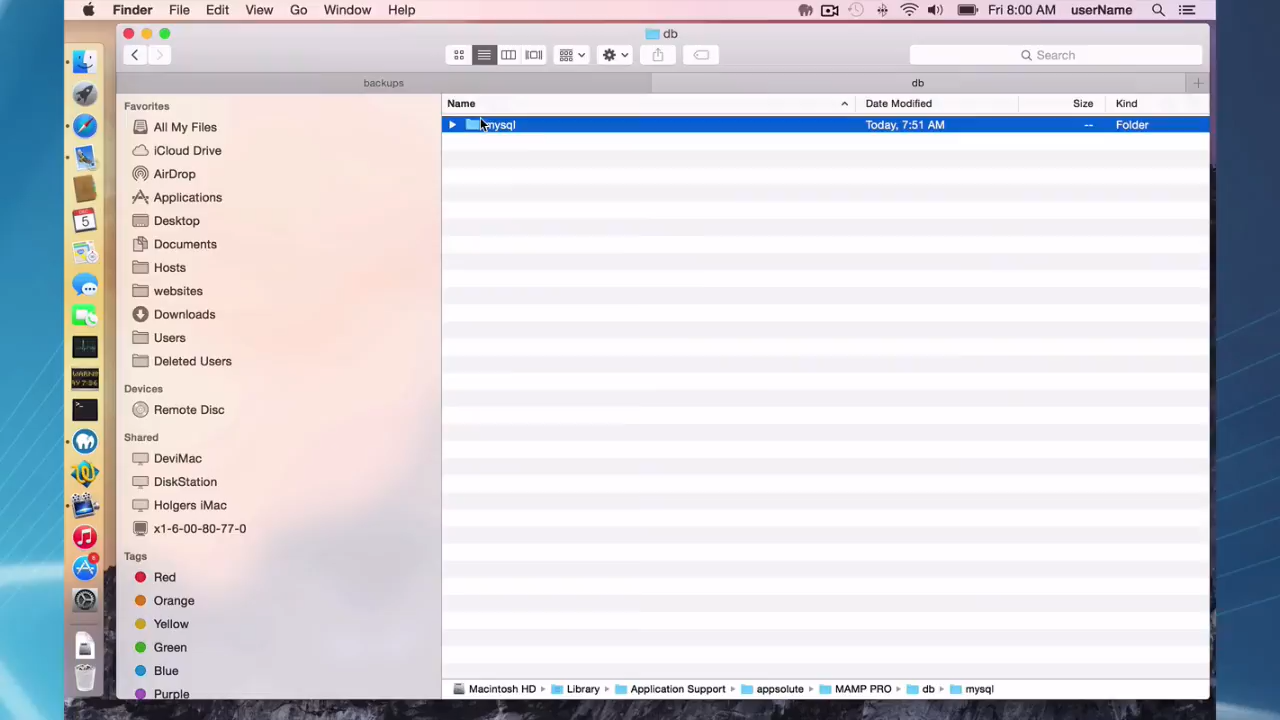 Finder File Edit View Go Window Help Fri 8:00 AM userName
db
Search
backups db
Name Date Modified Size Kind
mysql Today, 7:51 AM -- Folder
Favorites
All My Files
iCloud Drive
AirDrop
Applications
Desktop
Documents
Hosts
websites
Downloads
Users
Deleted Users
Devices
Remote Disc
Shared
DeviMac
DiskStation
Holgers iMac
x1-6-00-80-77-0
Tags
Red
Orange
Yellow
Green
Blue
Purple
5
Macintosh HD Library Application Support appsolute MAMP PRO db mysql